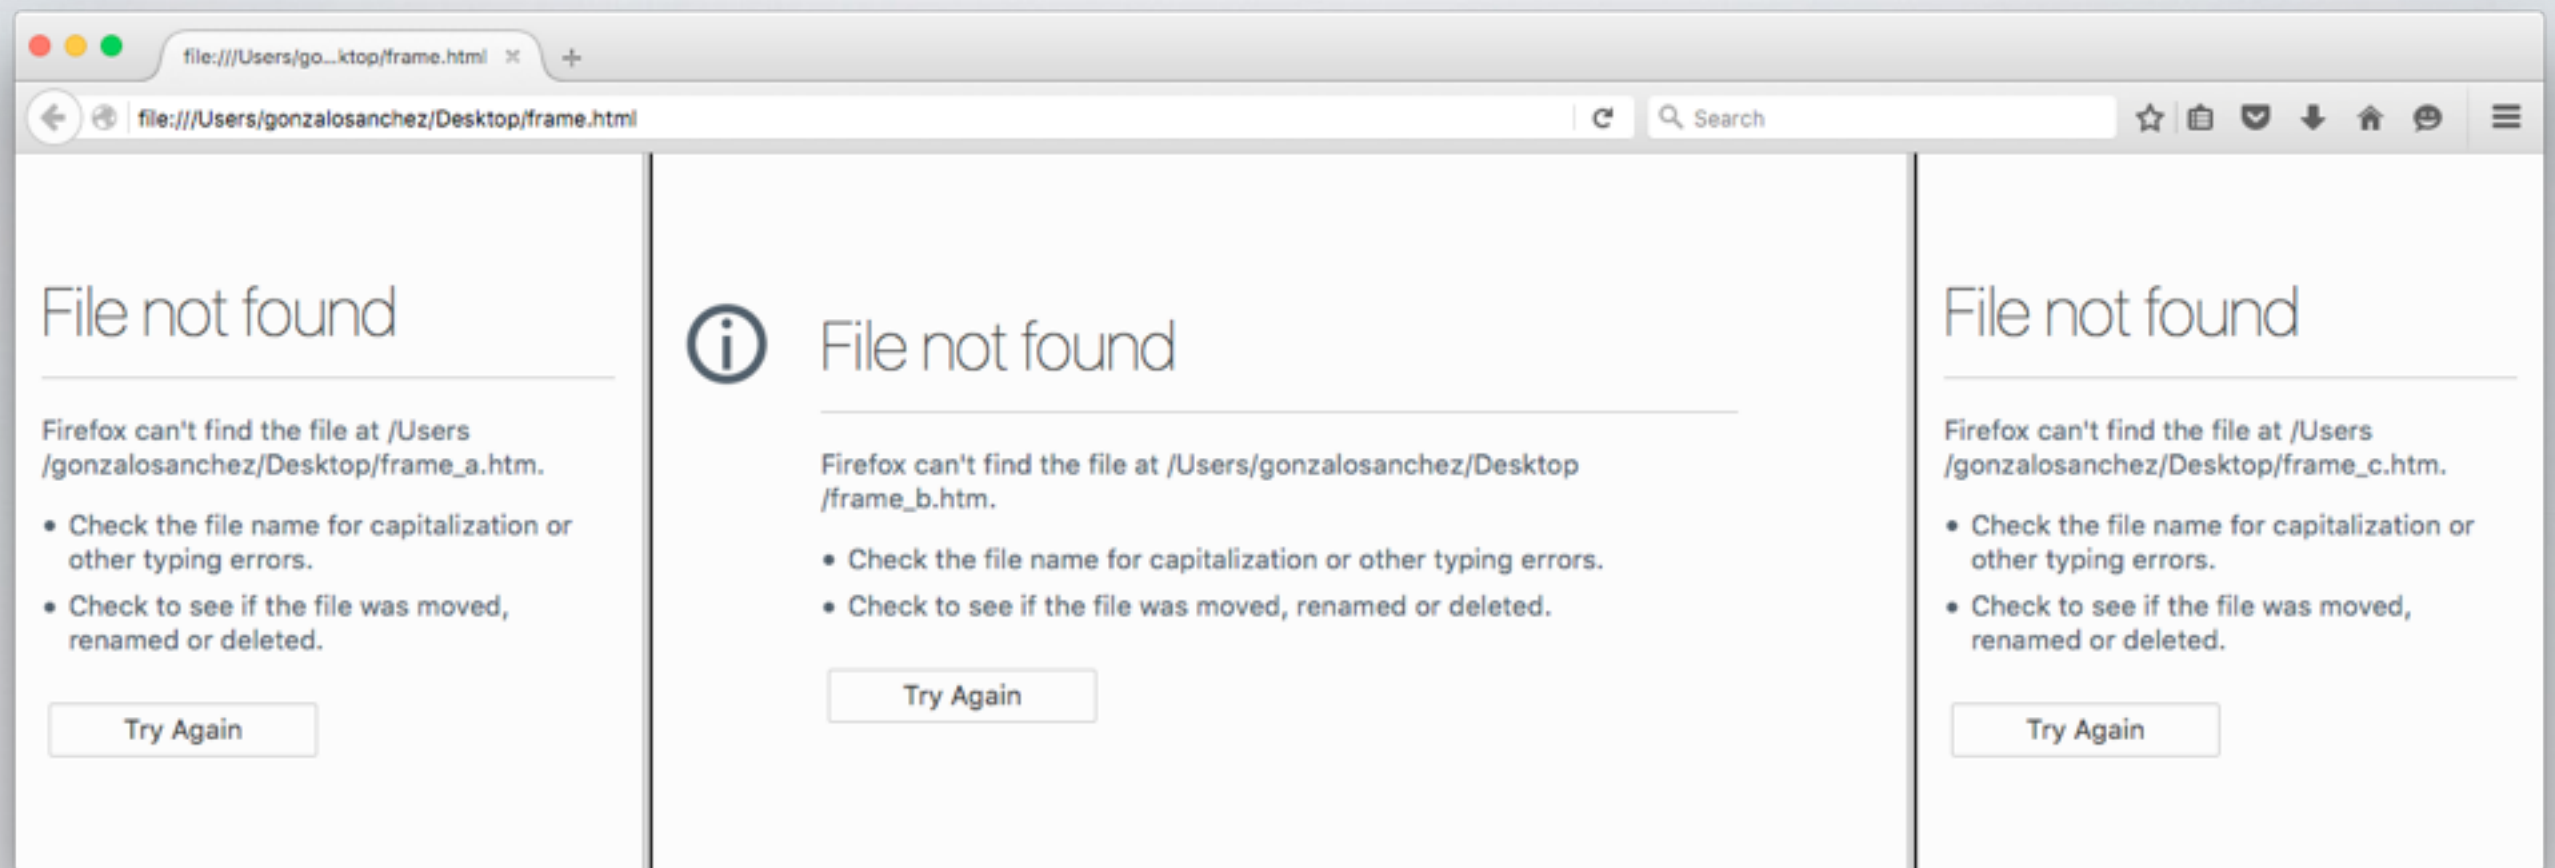 file:///Users/go...ktop/frame.html
file:///Users/gonzalosanchez/Desktop/frame.html
Search
File not found
Firefox can't find the file at /Users
/gonzalosanchez/Desktop/frame_a.htm.
• Check the file name for capitalization or
other typing errors.
• Check to see if the file was moved,
renamed or deleted.
Try Again
File not found
Firefox can't find the file at /Users/gonzalosanchez/Desktop
/frame_b.htm.
• Check the file name for capitalization or other typing errors.
• Check to see if the file was moved, renamed or deleted.
Try Again
File not found
Firefox can't find the file at /Users
/gonzalosanchez/Desktop/frame_c.htm.
• Check the file name for capitalization or
other typing errors.
• Check to see if the file was moved,
renamed or deleted.
Try Again